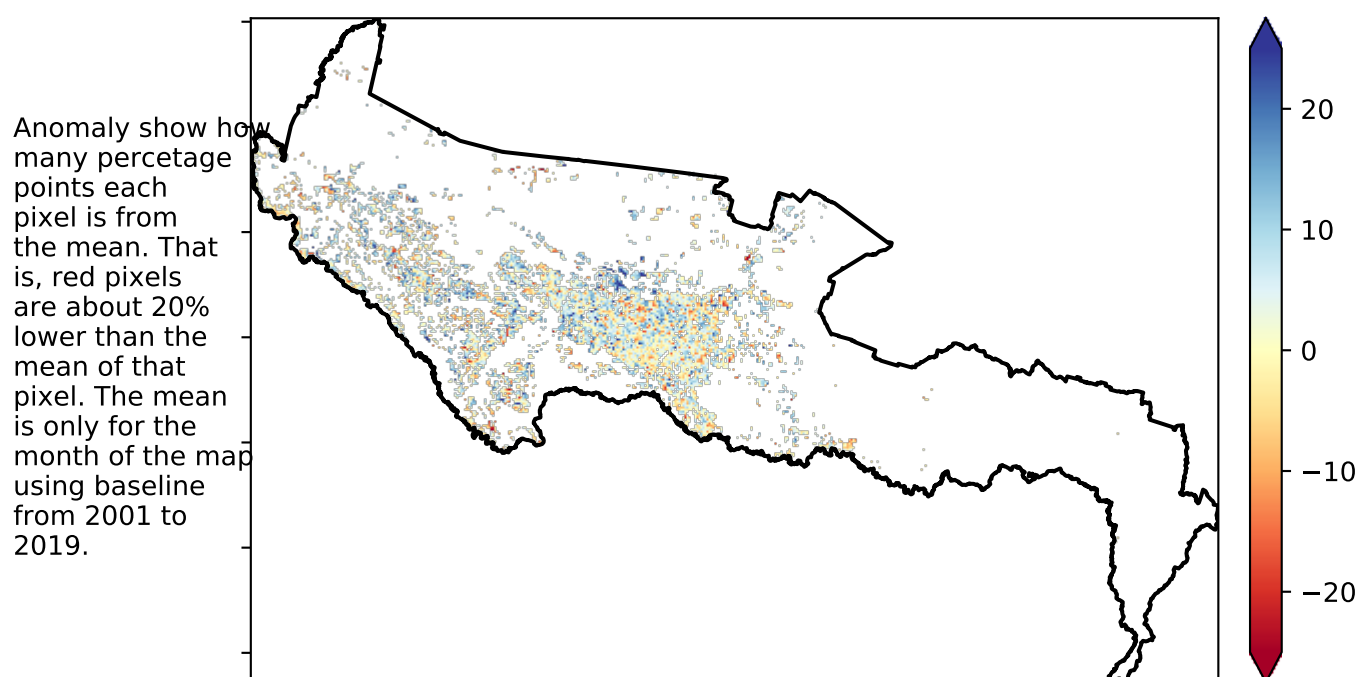 Anomaly show how
many percetage
points each
pixel is from
the mean. That
is, red pixels
are about 20%
lower than the
mean of that
pixel. The mean
is only for the
month of the map
using baseline
from 2001 to
2019.
20
10
0
−10
−20